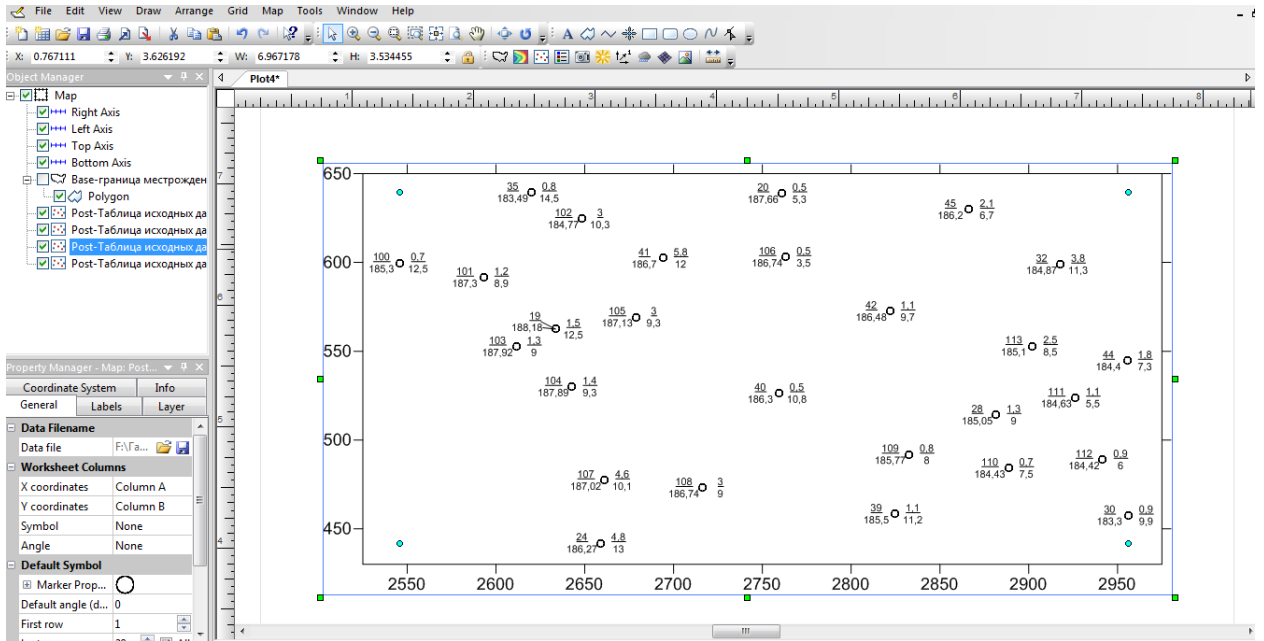 File Edit View Draw Arrange Grid Map Tools Window Help
X: 0.767111 Y: 3.626192 W: 6.967178 H: 3.534455
Object Manager
Plot4*
Map
Right Axis
Left Axis
Top Axis
Bottom Axis
Base-граница месторожден
Polygon
Post-Таблица исходных да
Post-Таблица исходных да
Post-Таблица исходных да
Post-Таблица исходных да
Property Manager - Map: Post...
Coordinate System Info
General Labels Layer
Data Filename
Data file F:\Га...
Worksheet Columns
X coordinates Column A
Y coordinates Column B
Symbol None
Angle None
Default Symbol
Marker Prop...
Default angle (d... 0
First row 1
1 2 3 4 5 6 7 8
7
6
5
4
650
600
550
500
450
2550 2600 2650 2700 2750 2800 2850 2900 2950
35 0.8
183,49 14,5
102 3
184,77 10,3
20 0.5
187,66 5,3
45 2.1
186,2 6,7
100 0.7
185,3 12,5
101 1.2
187,3 8,9
41 5.8
186,7 12
106 0.5
186,74 3,5
32 3.8
184,87 11,3
19 1.5
188,18 12,5
105 3
187,13 9,3
42 1,1
186,48 9,7
103 1,3
187,92 9
113 2.5
185,1 8,5
44 1.8
184,4 7,3
104 1.4
187,89 9,3
40 0.5
186,3 10,8
111 1,1
184,63 5,5
28 1,3
185,05 9
109 0.8
185,77 8
110 0.7
184,43 7,5
112 0.9
184,42 6
107 4.6
187,02 10,1
108 3
186,74 9
39 1,1
185,5 11,2
30 0.9
183,3 9,9
24 4.8
186,27 13